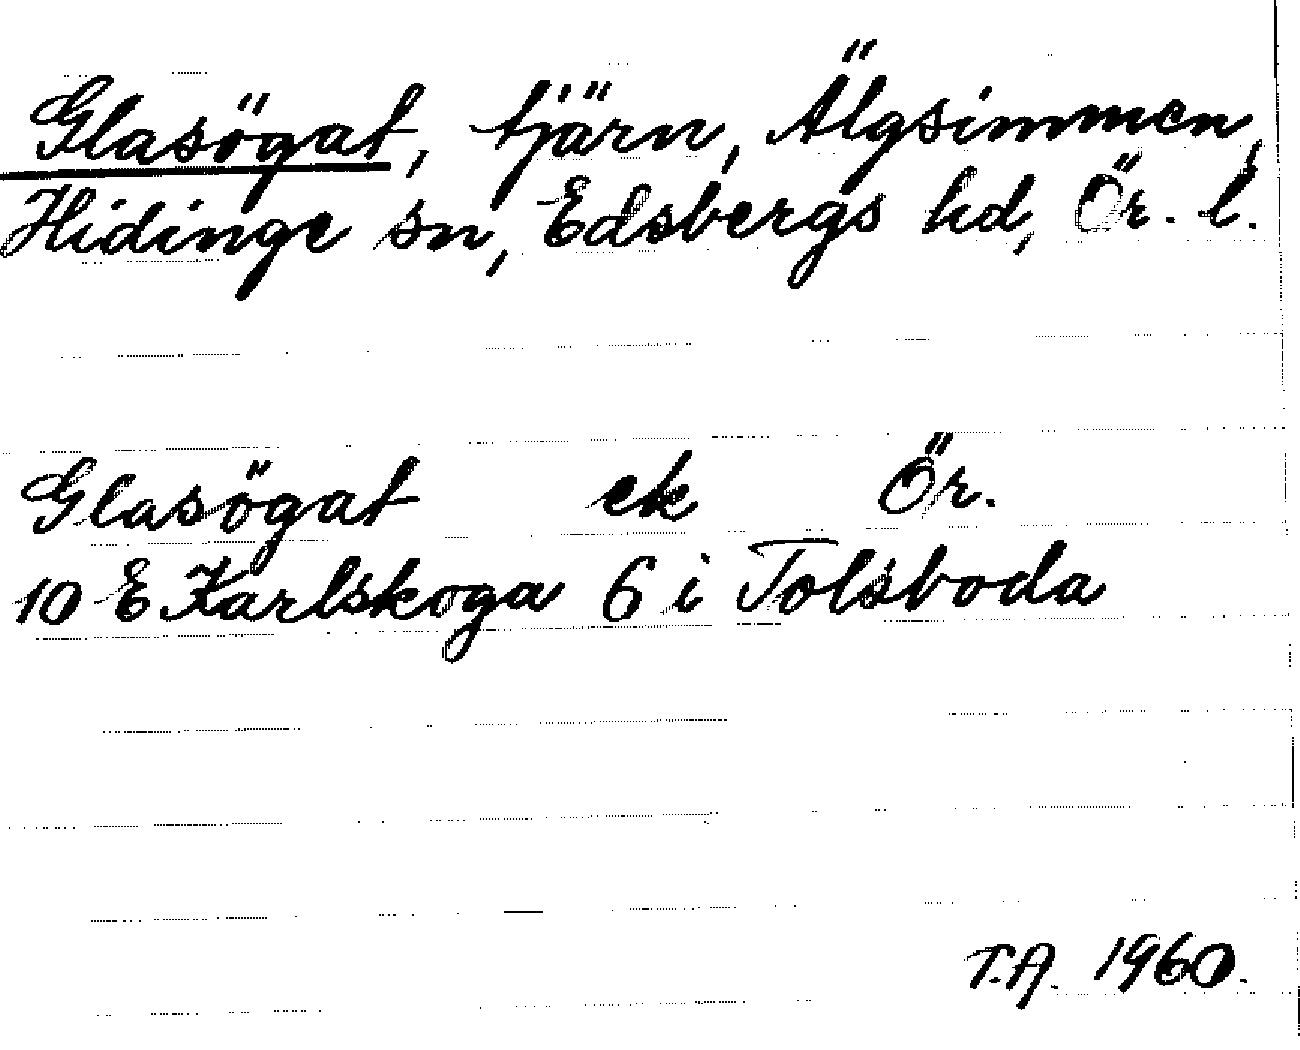 Glasögat, tjärn, Älgsimmen,
Hidinge sn, Edsbergs hd, Ör. l.
Glasögat ek Ör.
10 E Karlskoga 6 i Tolsboda
T.A. 1960.